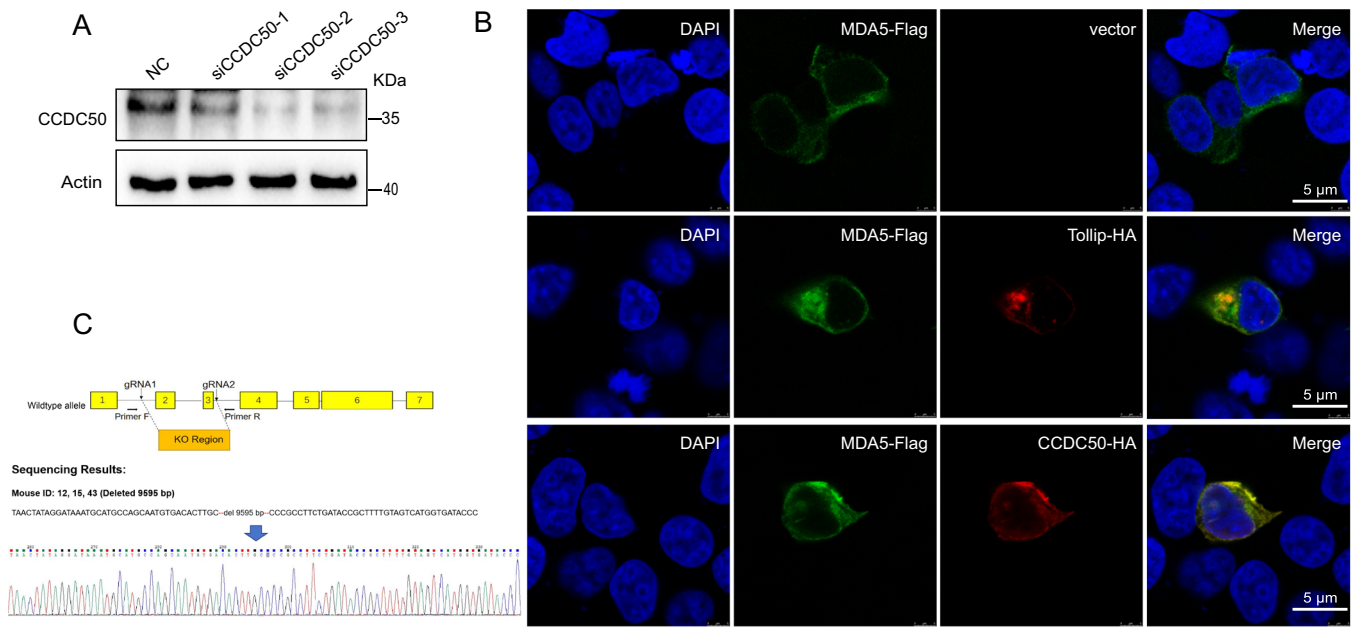 A
NC
siCCDC50-1
siCCDC50-2
siCCDC50-3
KDa
CCDC50
35
Actin
40
B
DAPI
MDA5-Flag
vector
Merge
5 µm
DAPI
MDA5-Flag
Tollip-HA
Merge
5 µm
DAPI
MDA5-Flag
CCDC50-HA
Merge
5 µm
C
gRNA1
gRNA2
Wildtype allele
1
2
3
4
5
6
7
Primer F
Primer R
KO Region
Sequencing Results:
Mouse ID: 12, 15, 43 (Deleted 9595 bp)
TAACTATAGGATAAATGCATGCCAGCAATGTGACACTTGC--del 9595 bp--CCCGCCTTCTGATACCGCTTTTGTAGTCATGGTGATACCC